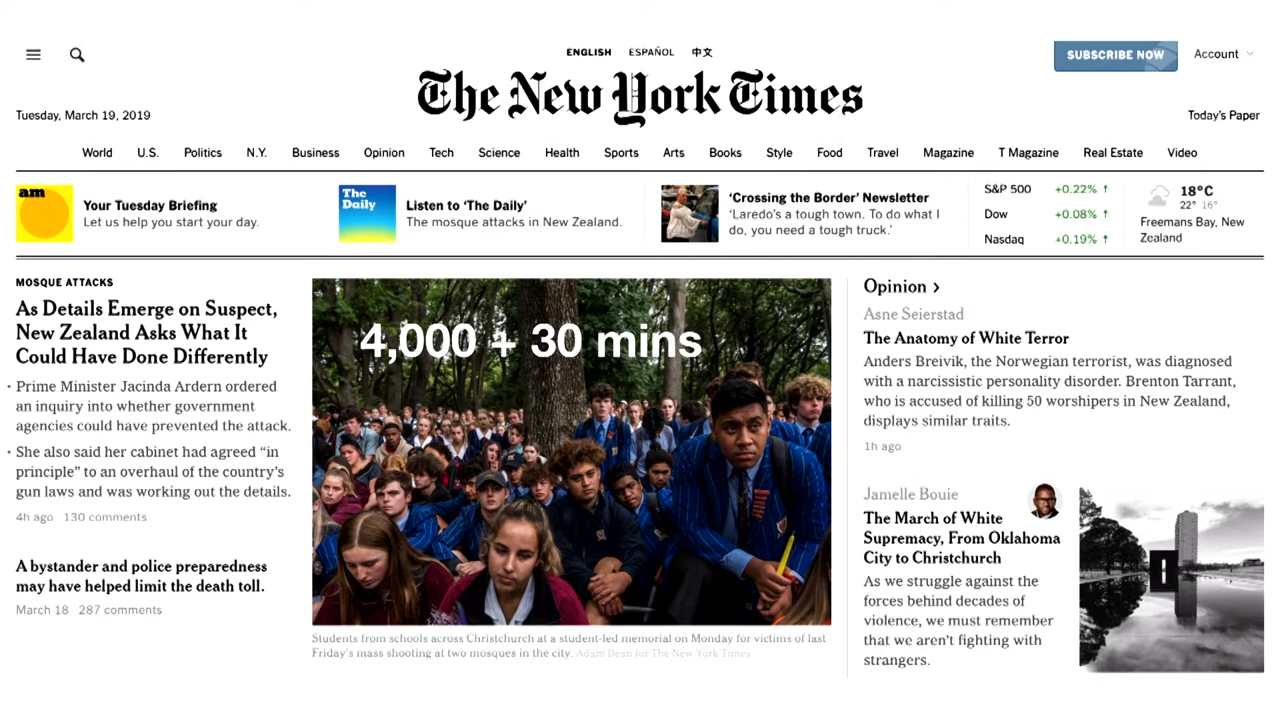 ENGLISH ESPAÑOL 中文
SUBSCRIBE NOW
Account
The New York Times
Tuesday, March 19, 2019
Today's Paper
World U.S. Politics N.Y. Business Opinion Tech Science Health Sports Arts Books Style Food Travel Magazine T Magazine Real Estate Video
am
Your Tuesday Briefing
Let us help you start your day.
The
Daily
Listen to ‘The Daily’
The mosque attacks in New Zealand.
‘Crossing the Border’ Newsletter
‘Laredo’s a tough town. To do what I
do, you need a tough truck.’
S&P 500 +0.22% ↑
Dow +0.08% ↑
Nasdaq +0.19% ↑
18°C
22° 16°
Freemans Bay, New
Zealand
MOSQUE ATTACKS
As Details Emerge on Suspect,
New Zealand Asks What It
Could Have Done Differently
• Prime Minister Jacinda Ardern ordered
an inquiry into whether government
agencies could have prevented the attack.
• She also said her cabinet had agreed “in
principle” to an overhaul of the country’s
gun laws and was working out the details.
4h ago 130 comments
A bystander and police preparedness
may have helped limit the death toll.
March 18 287 comments
4,000 + 30 mins
Students from schools across Christchurch at a student-led memorial on Monday for victims of last
Friday’s mass shooting at two mosques in the city. Adam Dean for The New York Times
Opinion ›
Asne Seierstad
The Anatomy of White Terror
Anders Breivik, the Norwegian terrorist, was diagnosed
with a narcissistic personality disorder. Brenton Tarrant,
who is accused of killing 50 worshipers in New Zealand,
displays similar traits.
1h ago
Jamelle Bouie
The March of White
Supremacy, From Oklahoma
City to Christchurch
As we struggle against the
forces behind decades of
violence, we must remember
that we aren’t fighting with
strangers.